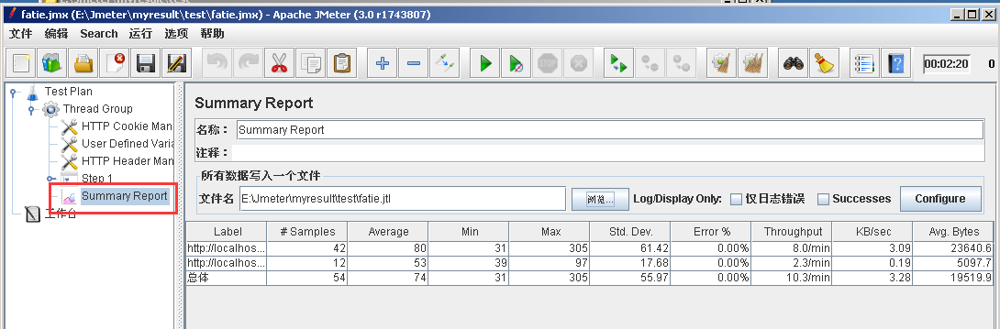 fatie.jmx (E:\Jmeter\myresult\test\fatie.jmx) - Apache JMeter (3.0 r1743807)
文件 编辑 Search 运行 选项 帮助
STOP
00:02:20 0
Test Plan
Thread Group
HTTP Cookie Man
User Defined Varia
HTTP Header Man
Step 1
Summary Report
工作台
Summary Report
名称： Summary Report
注释：
所有数据写入一个文件
文件名 E:\Jmeter\myresult\test\fatie.jtl 浏览... Log/Display Only: 仅日志错误 Successes Configure
Label # Samples Average Min Max Std. Dev. Error % Throughput KB/sec Avg. Bytes
http://localhos... 42 80 31 305 61.42 0.00% 8.0/min 3.09 23640.6
http://localhos... 12 53 39 97 17.68 0.00% 2.3/min 0.19 5097.7
总体 54 74 31 305 55.97 0.00% 10.3/min 3.28 19519.9